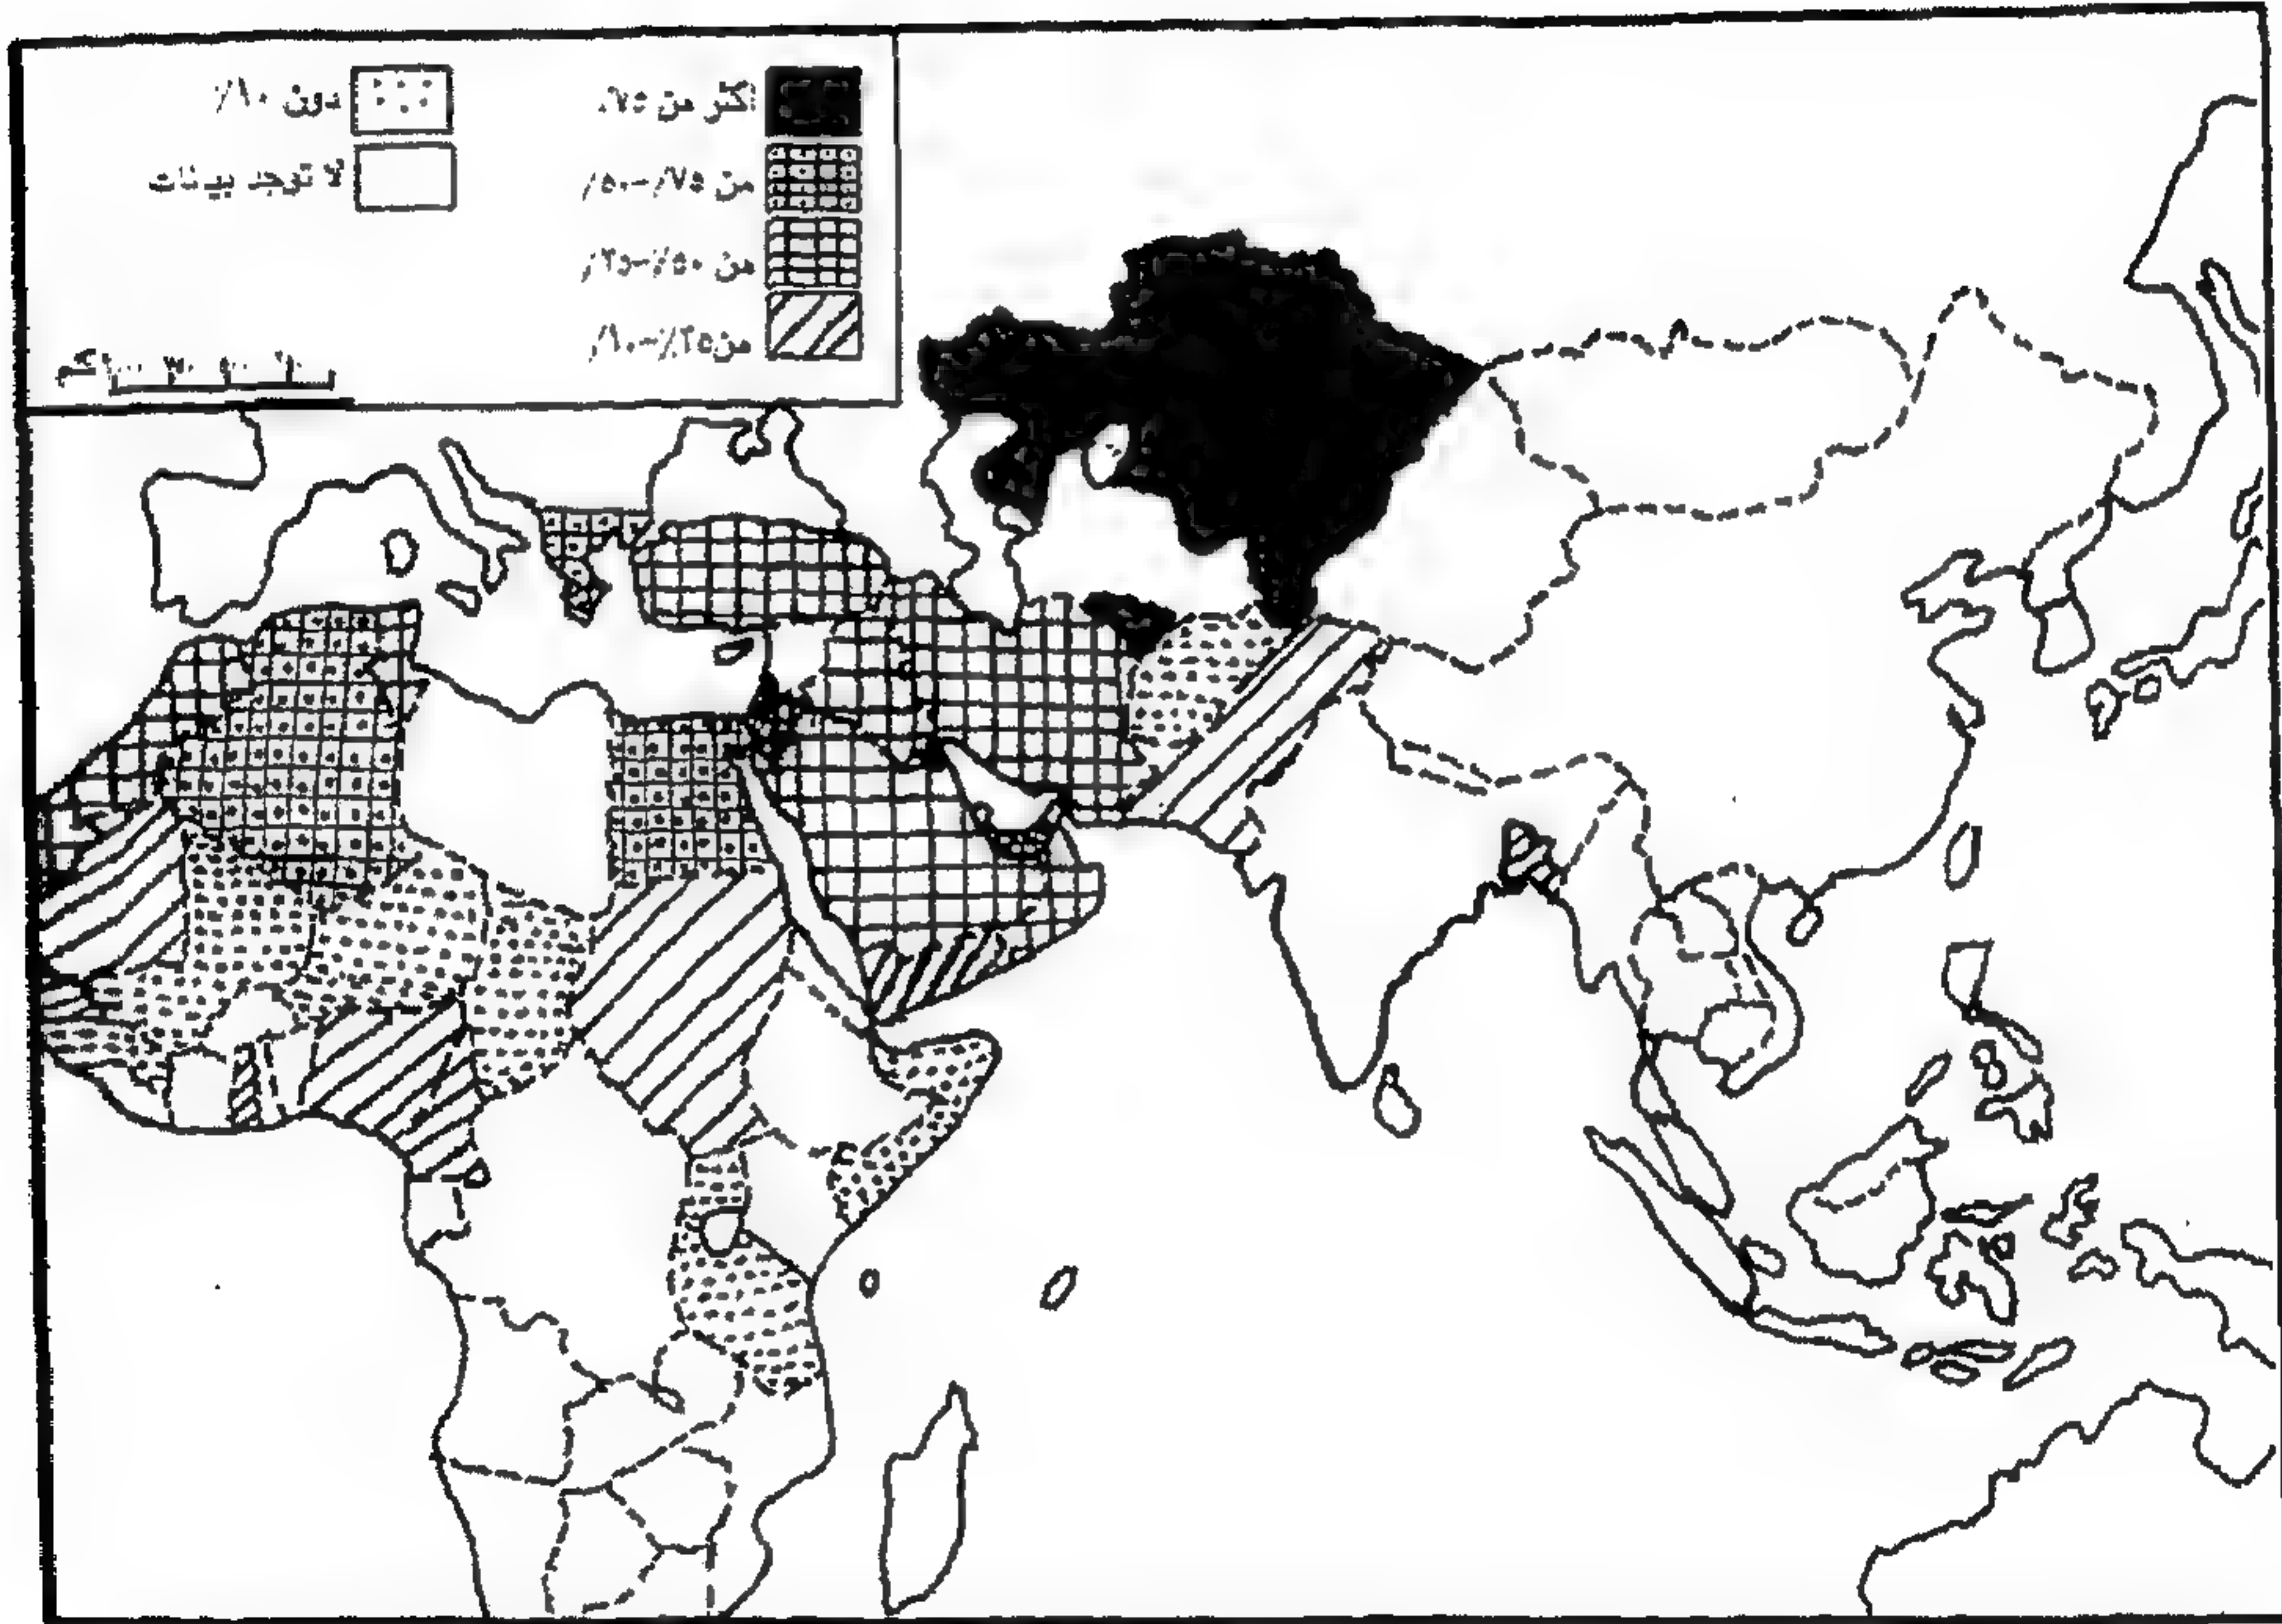 أكثر من ٧٥٪
من ٧٥٪-٥٠٪
من ٥٠٪-٢٥٪
من ٢٥٪-١٠٪
دون ١٠٪
لا توجد بيانات